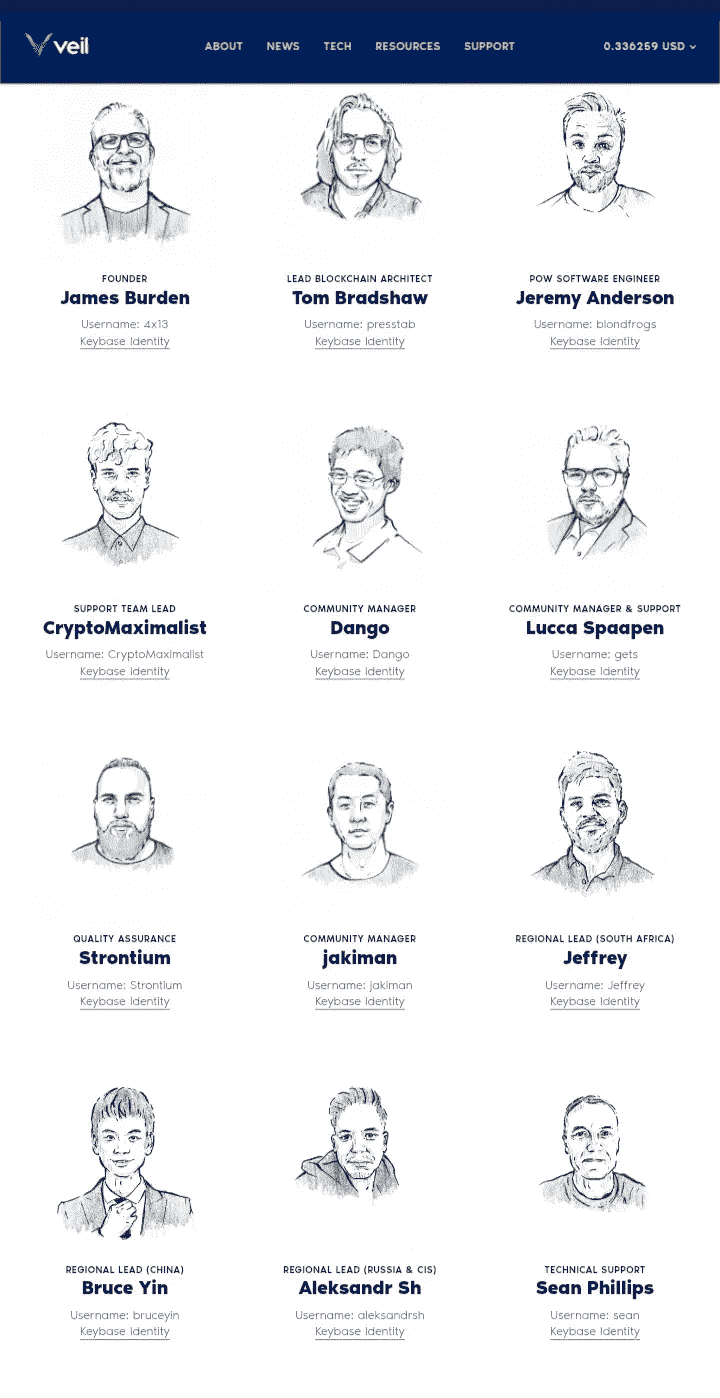 veil
ABOUT NEWS TECH RESOURCES SUPPORT 0.336259 USD
FOUNDER
James Burden
Username: 4x13
Keybase Identity
LEAD BLOCKCHAIN ARCHITECT
Tom Bradshaw
Username: presstab
Keybase Identity
POW SOFTWARE ENGINEER
Jeremy Anderson
Username: blondfrogs
Keybase Identity
SUPPORT TEAM LEAD
CryptoMaximalist
Username: CryptoMaximalist
Keybase Identity
COMMUNITY MANAGER
Dango
Username: Dango
Keybase Identity
COMMUNITY MANAGER & SUPPORT
Lucca Spaapen
Username: gets
Keybase Identity
QUALITY ASSURANCE
Strontium
Username: Strontium
Keybase Identity
COMMUNITY MANAGER
jakiman
Username: jakiman
Keybase Identity
REGIONAL LEAD (SOUTH AFRICA)
Jeffrey
Username: Jeffrey
Keybase Identity
REGIONAL LEAD (CHINA)
Bruce Yin
Username: bruceyin
Keybase Identity
REGIONAL LEAD (RUSSIA & CIS)
Aleksandr Sh
Username: aleksandrsh
Keybase Identity
TECHNICAL SUPPORT
Sean Phillips
Username: sean
Keybase Identity